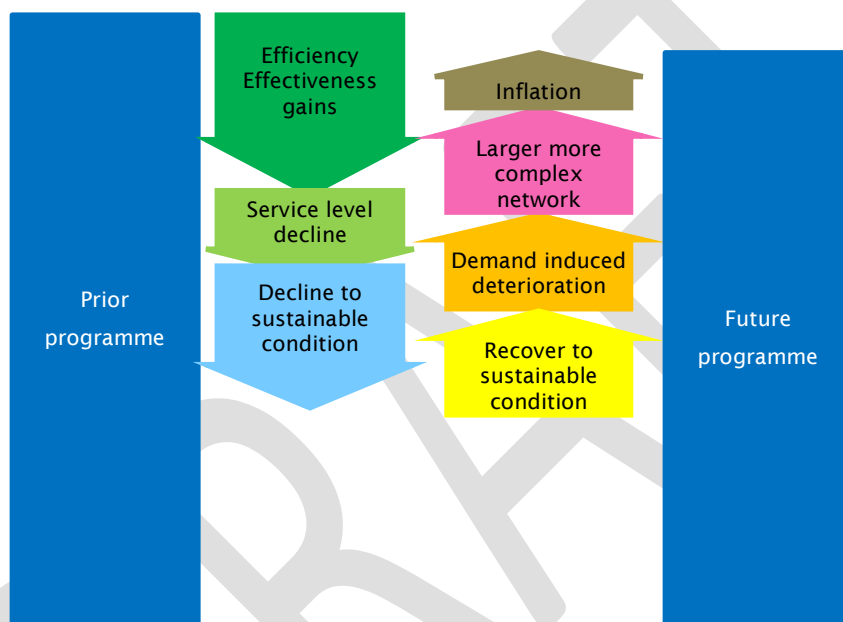 Prior
programme
Efficiency
Effectiveness
gains
Service level
decline
Decline to
sustainable
condition
Inflation
Larger more
complex
network
Demand induced
deterioration
Recover to
sustainable
condition
Future
programme